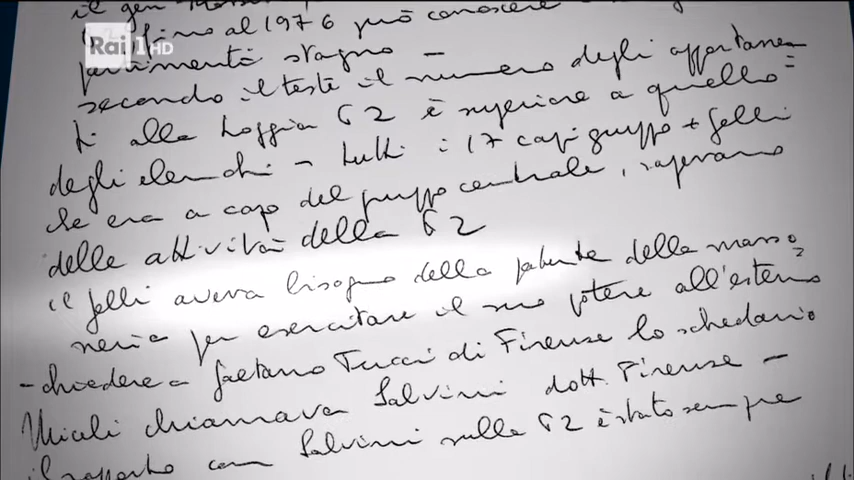 il gen
Rai 1 HD
fino al 1976 può conoscere
stagno –
secondo il teste il numero degli appartenen=
ti alla Loggia P2 è superiore a quello
degli elenchi – tutti i 17 capi gruppo + Gelli
che era a capo del gruppo centrale, sapevano
delle attività della P2
il Gelli aveva bisogno della patente della masso=
neria per esercitare il suo potere all'esterno
– chiedere a Gaetano Tucci di Firenze lo schedario
chiamava Salvini dott. Firenze –
il rapporto con Salvini sulla P2 è stato sempre